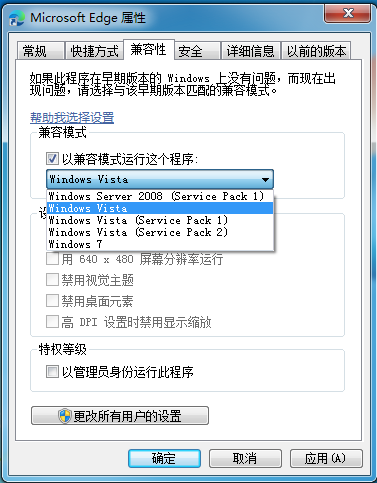 Microsoft Edge 属性
常规 快捷方式 兼容性 安全 详细信息 以前的版本
如果此程序在早期版本的 Windows 上没有问题，而现在出
现问题，请选择与该早期版本匹配的兼容模式。
帮助我选择设置
兼容模式
以兼容模式运行这个程序:
Windows Vista
Windows Server 2008 (Service Pack 1)
Windows Vista
Windows Vista (Service Pack 1)
Windows Vista (Service Pack 2)
Windows 7
用 640 x 480 屏幕分辨率运行
禁用视觉主题
禁用桌面元素
高 DPI 设置时禁用显示缩放
特权等级
以管理员身份运行此程序
更改所有用户的设置
确定 取消 应用(A)